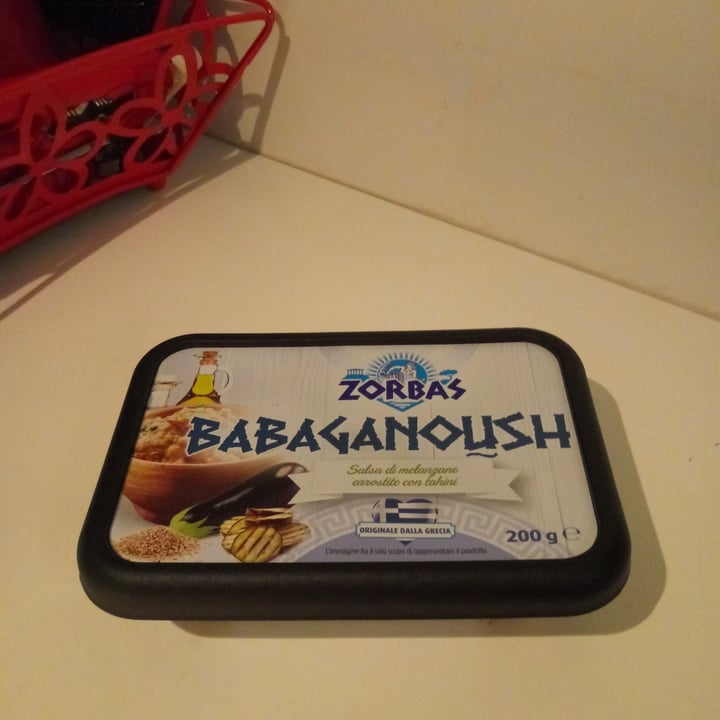 ZORBAS
BABAGANOUSH
Salsa di melanzane
arrostite con tahini
ORIGINALE DALLA GRECIA
200 g ℮
L'immagine ha il solo scopo di rappresentare il prodotto